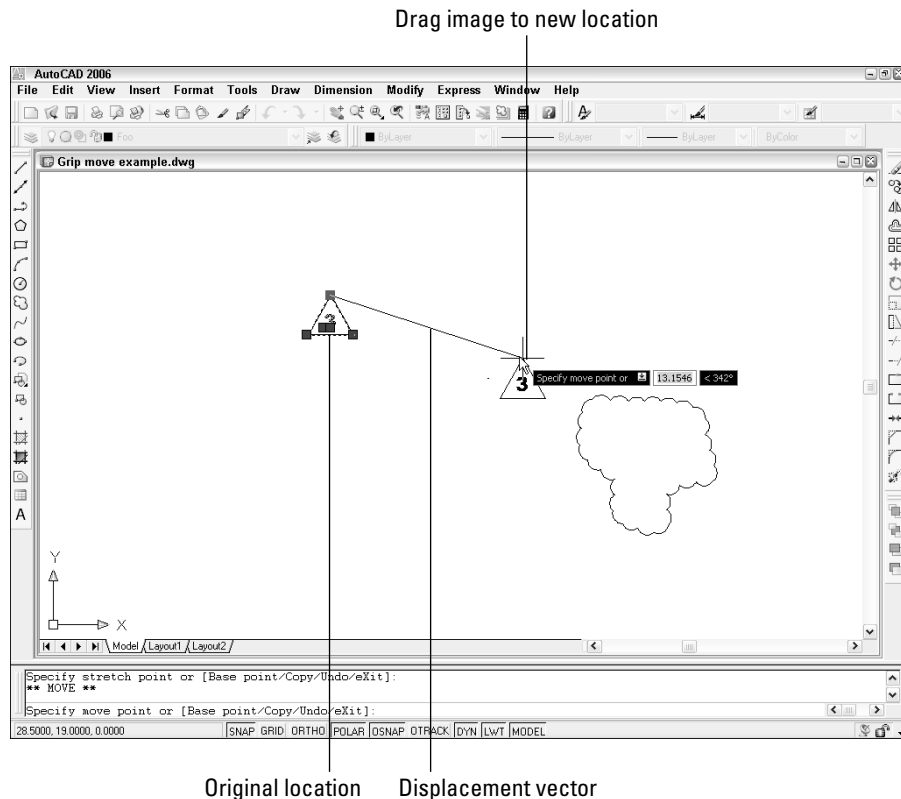 Drag image to new location
AutoCAD 2006
File Edit View Insert Format Tools Draw Dimension Modify Express Window Help
Foo ByLayer ByLayer ByLayer ByColor
Grip move example.dwg
3
Specify move point or 13.1546 < 342°
3
Y
X
Model Layout1 Layout2
Specify stretch point or [Base point/Copy/Undo/eXit]:
** MOVE **
Specify move point or [Base point/Copy/Undo/eXit]:
28.5000, 19.0000, 0.0000 SNAP GRID ORTHO POLAR OSNAP OTRACK DYN LWT MODEL
Original location Displacement vector